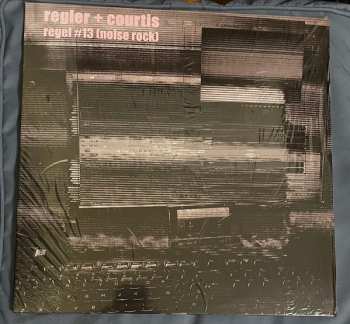 regler + courtis
regel #13 (noise rock)